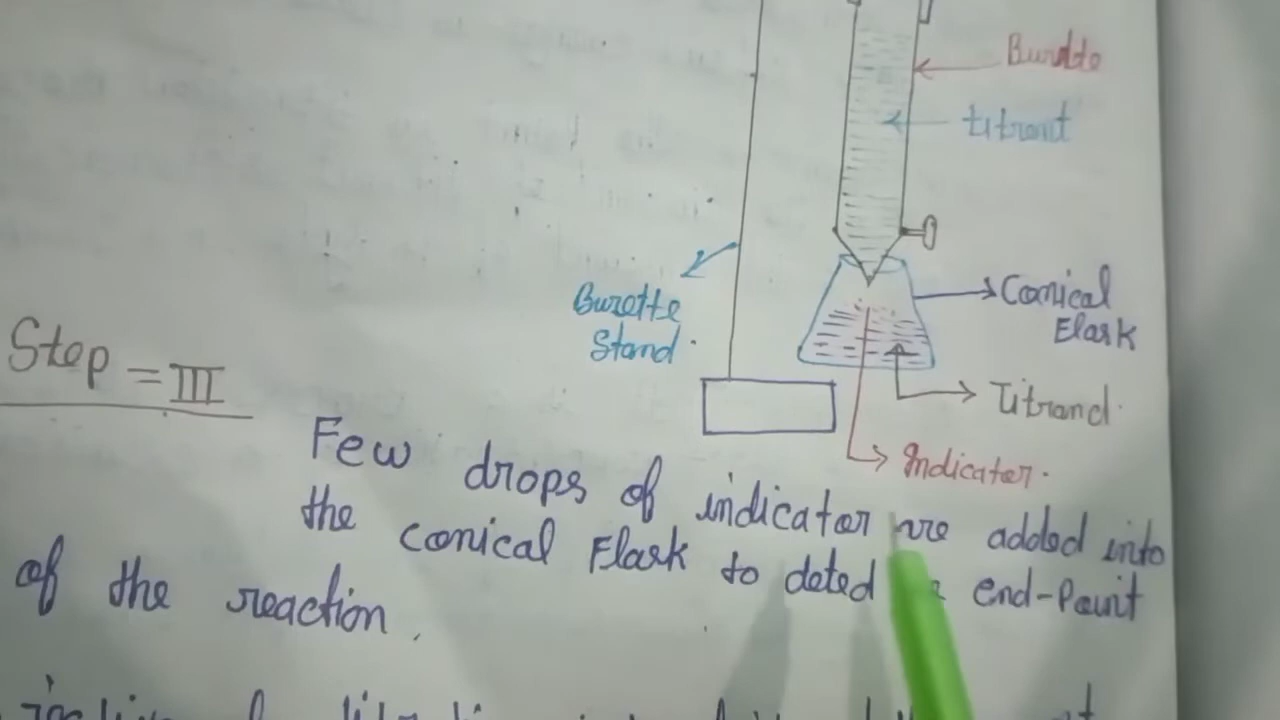 Burette
titrant
Burette
Stand.
Conical
Flask
Titrand.
Indicator.
Step = III
Few drops of indicator are added into
the conical Flask to detect end-Point
of the reaction.